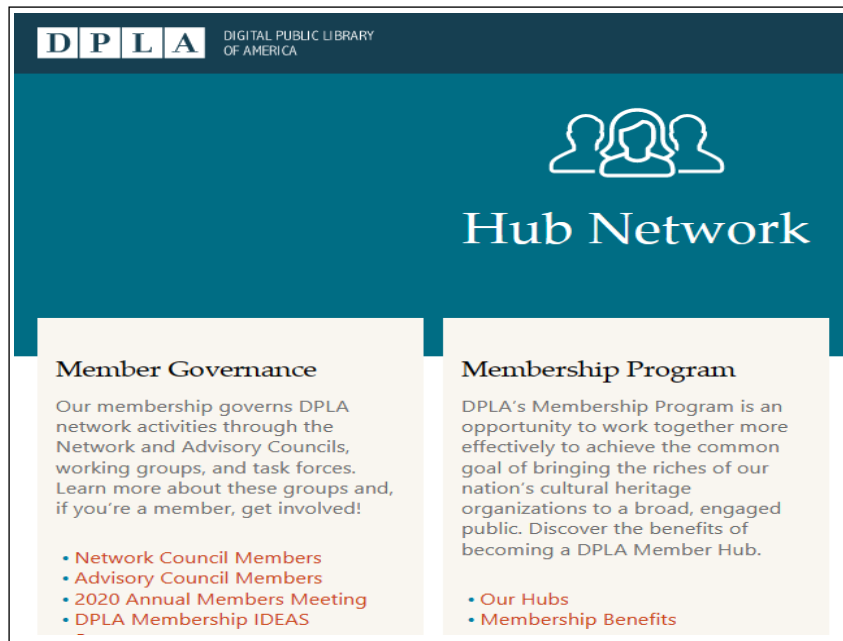 DPLA
DIGITAL PUBLIC LIBRARY
OF AMERICA
Hub Network
Member Governance
Our membership governs DPLA
network activities through the
Network and Advisory Councils,
working groups, and task forces.
Learn more about these groups and,
if you're a member, get involved!
• Network Council Members
• Advisory Council Members
• 2020 Annual Members Meeting
• DPLA Membership IDEAS
Membership Program
DPLA's Membership Program is an
opportunity to work together more
effectively to achieve the common
goal of bringing the riches of our
nation's cultural heritage
organizations to a broad, engaged
public. Discover the benefits of
becoming a DPLA Member Hub.
• Our Hubs
• Membership Benefits